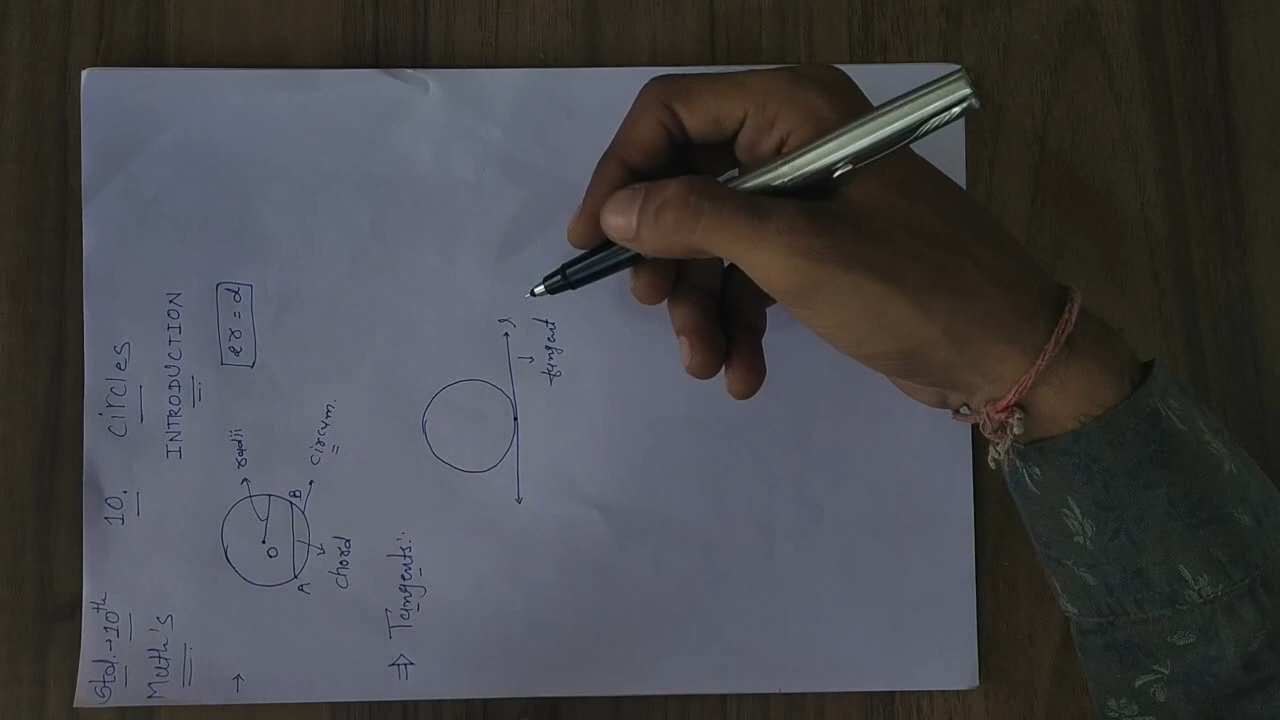 Std. → 10th 10. Circles
Math's INTRODUCTION
→ O radii 2r = d
A B
circum.
chord
⇒ Tangents:
l
tangent